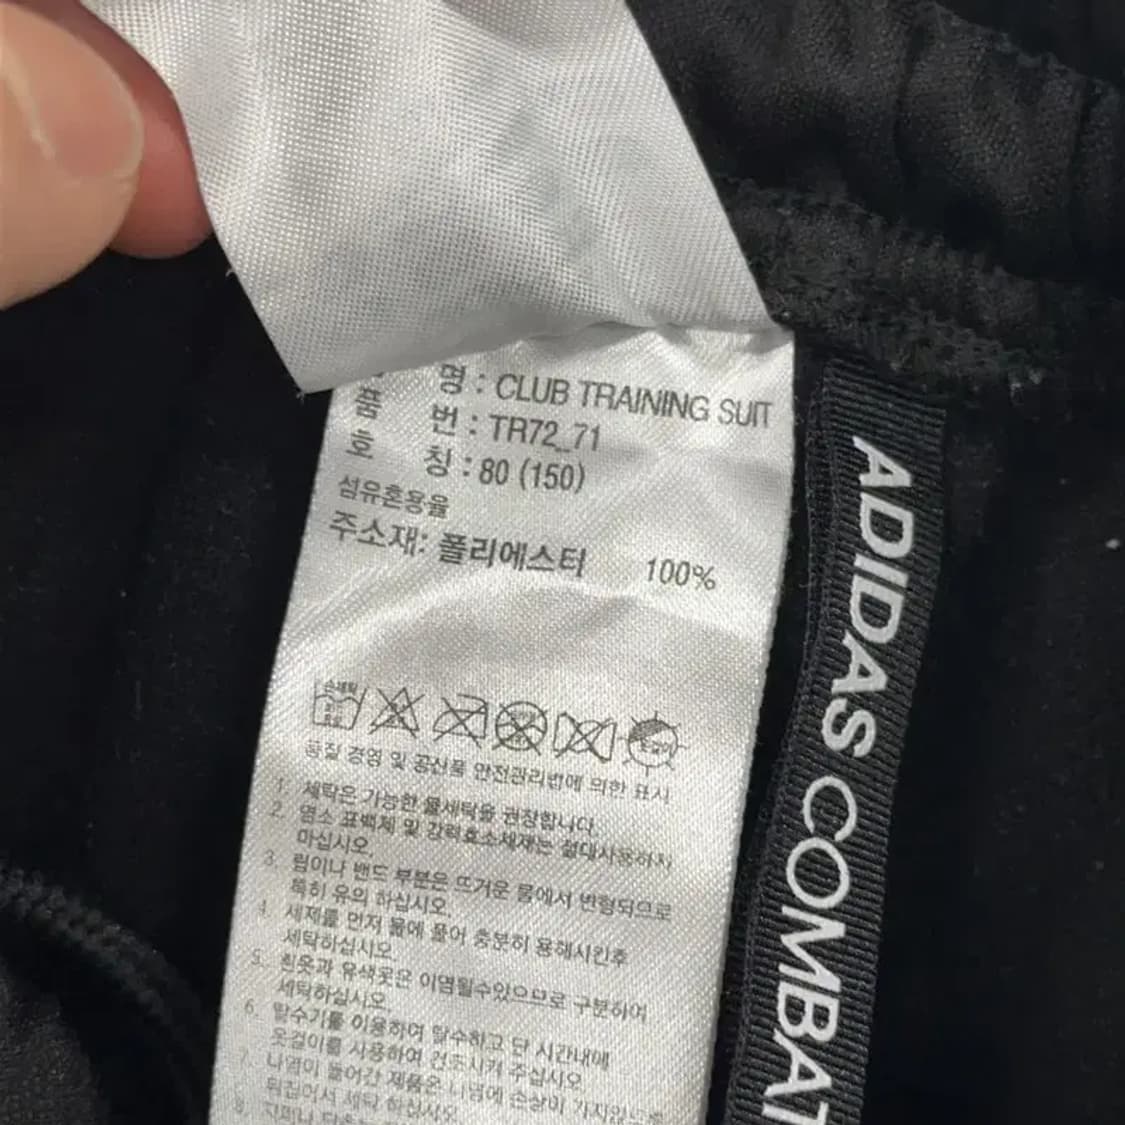 명 : CLUB TRAINING SUIT
품 번 : TR72_71
호 칭 : 80 (150)
섬유혼용율
주소재: 폴리에스터 100%
손세탁
품질 경영 및 공산품 안전관리법에 의한 표시
1. 세탁은 가능한 물세탁을 권장합니다.
2. 염소 표백제 및 강력효소세제는 절대사용하지
마십시오.
3. 립이나 밴드 부분은 뜨거운 물에서 변형되므로
특히 유의 하십시오.
4. 세제를 먼저 물에 풀어 충분히 용해시킨후
세탁하십시오.
5. 흰옷과 유색옷은 이염될수있으므로 구분하여
세탁하십시오.
6. 탈수기를 이용하여 탈수하고 단 시간내에
옷걸이를 사용하여 건조시켜 주십시오.
7. 나염이 들어간 제품은 나염에 손상이 가지않도록
뒤집어서 세탁 하십시오.
8.
ADIDAS COMBAT